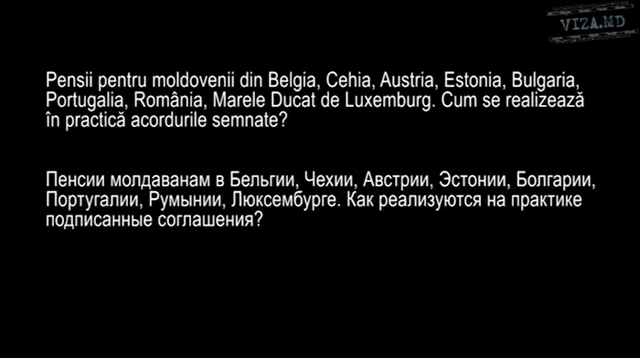 VIZA.MD
Pensii pentru moldovenii din Belgia, Cehia, Austria, Estonia, Bulgaria,
Portugalia, România, Marele Ducat de Luxemburg. Cum se realizează
în practică acordurile semnate?
Пенсии молдаванам в Бельгии, Чехии, Австрии, Эстонии, Болгарии,
Португалии, Румынии, Люксембурге. Как реализуются на практике
подписанные соглашения?